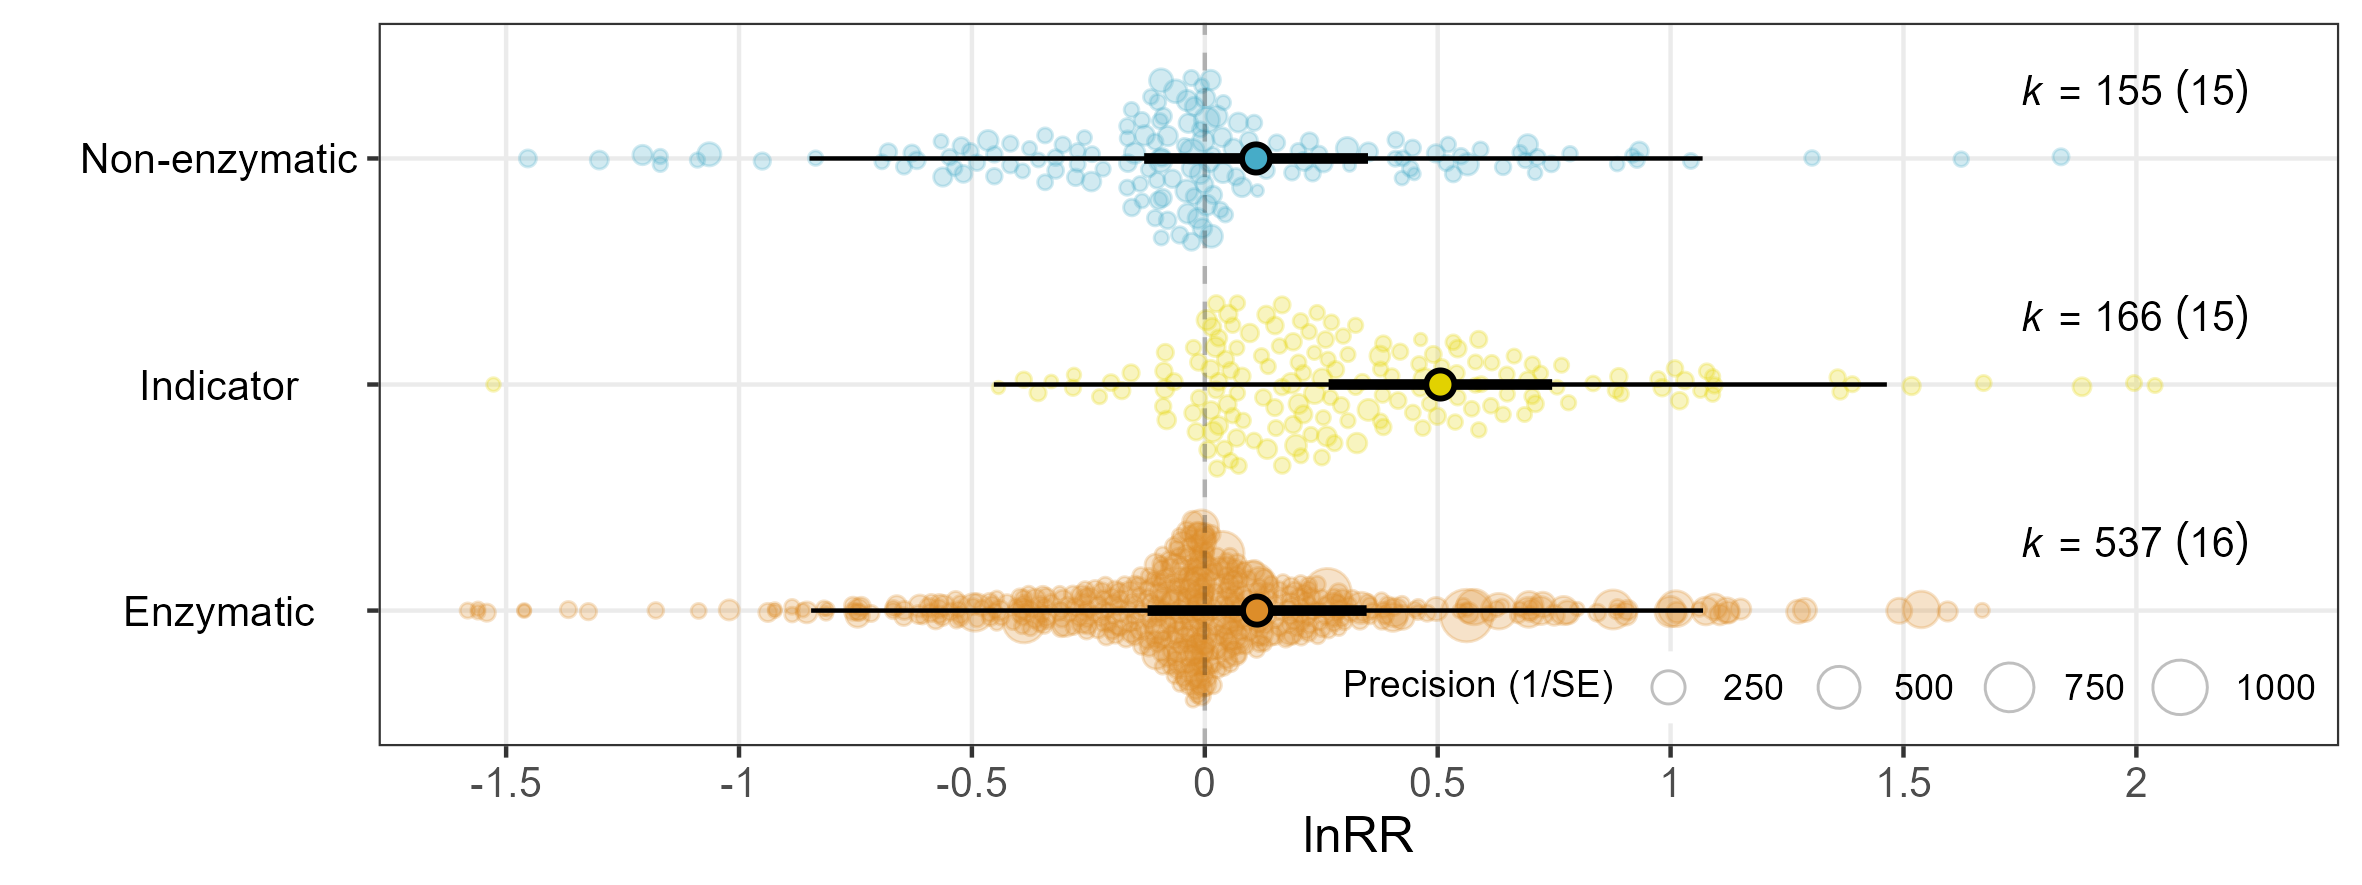 Non-enzymatic
k = 155 (15)
Indicator
k = 166 (15)
Enzymatic
k = 537 (16)
Precision (1/SE) 250 500 750 1000
-1.5 -1 -0.5 0 0.5 1 1.5 2
lnRR